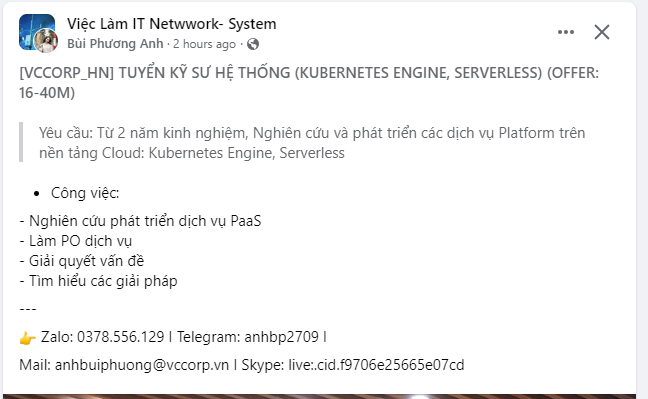 Việc Làm IT Netwwork- System
Bùi Phương Anh · 2 hours ago ·
[VCCORP_HN] TUYỂN KỸ SƯ HỆ THỐNG (KUBERNETES ENGINE, SERVERLESS) (OFFER:
16-40M)
Yêu cầu: Từ 2 năm kinh nghiệm, Nghiên cứu và phát triển các dịch vụ Platform trên
nền tảng Cloud: Kubernetes Engine, Serverless
• Công việc:
- Nghiên cứu phát triển dịch vụ PaaS
- Làm PO dịch vụ
- Giải quyết vấn đề
- Tìm hiểu các giải pháp
---
👉 Zalo: 0378.556.129 I Telegram: anhbp2709 I
Mail: anhbuiphuong@vccorp.vn I Skype: live:.cid.f9706e25665e07cd